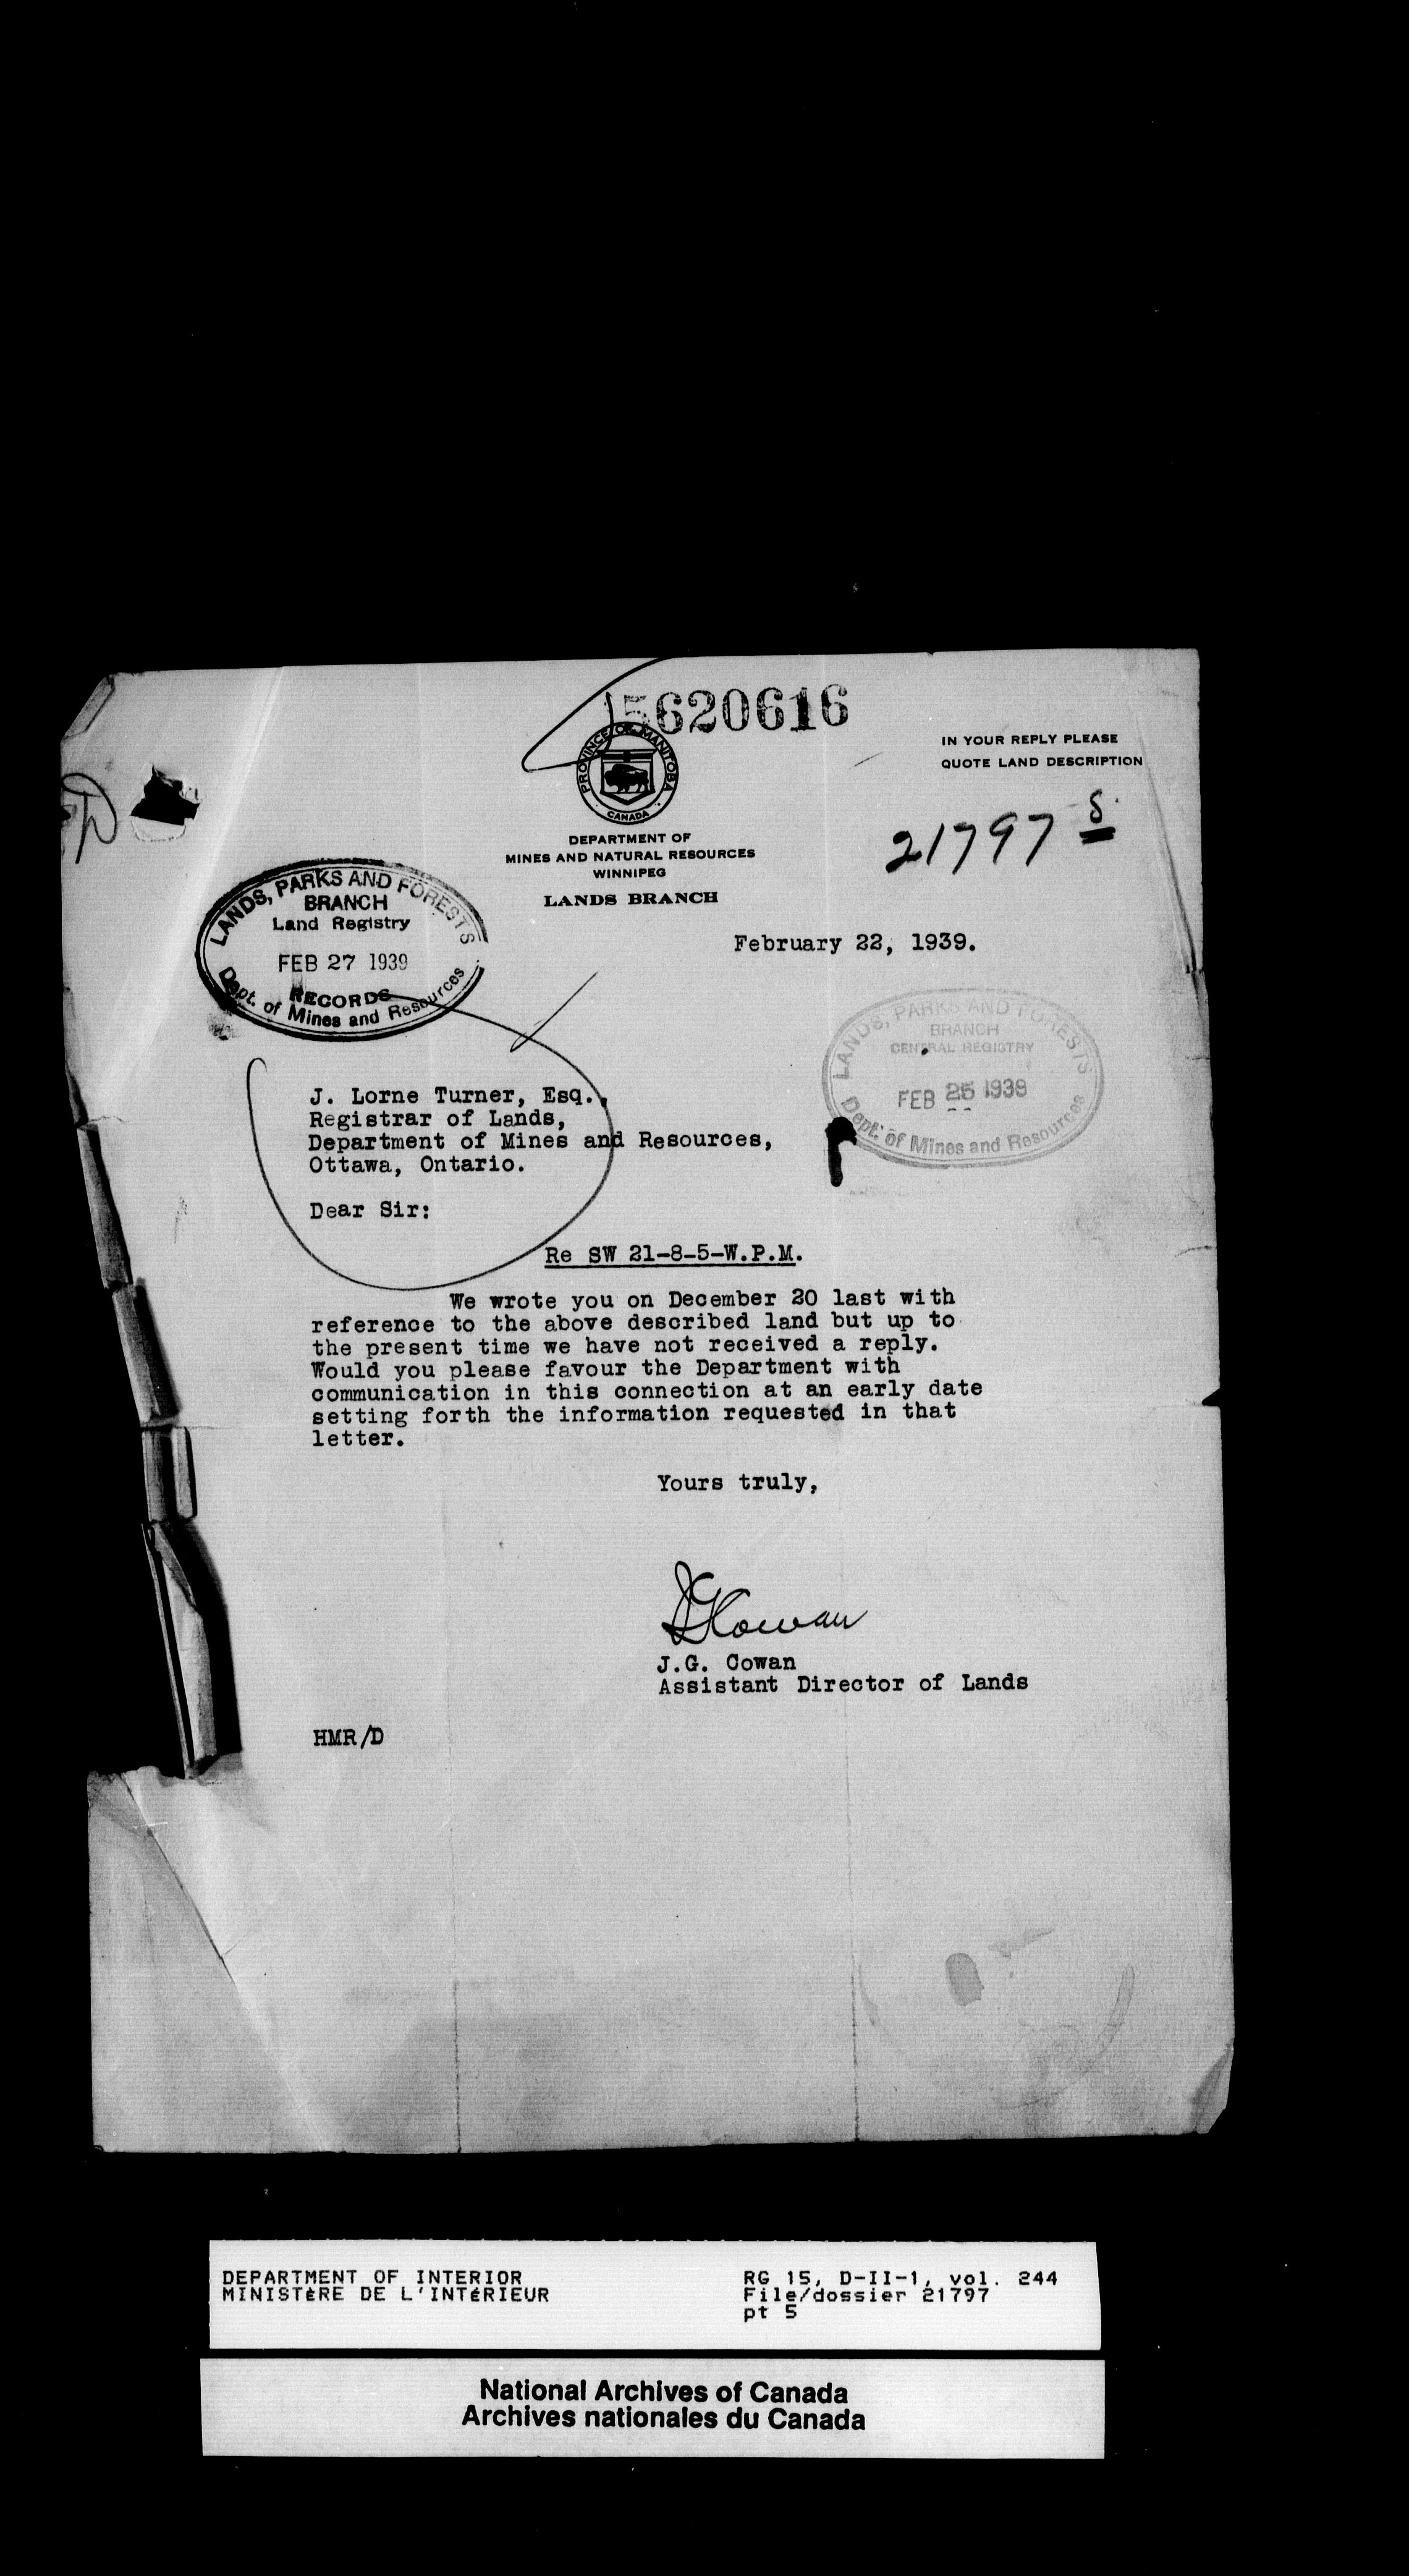 5620616
PROVINCE OF MANITOBA
CANADA
IN YOUR REPLY PLEASE
QUOTE LAND DESCRIPTION
21797
DEPARTMENT OF
MINES AND NATURAL RESOURCES
WINNIPEG
LANDS BRANCH
LANDS, PARKS AND FORESTS
BRANCH
Land Registry
FEB 27 1939
RECORDS
Dept. of Mines and Resources
February 22, 1939.
LANDS, PARKS AND FORESTS
BRANCH
CENTRAL REGISTRY
FEB 25 1939
Dept. of Mines and Resources
J. Lorne Turner, Esq.,
Registrar of Lands,
Department of Mines and Resources,
Ottawa, Ontario.
Dear Sir:
Re SW 21-8-5-W.P.M.
We wrote you on December 20 last with
reference to the above described land but up to
the present time we have not received a reply.
Would you please favour the Department with
communication in this connection at an early date
setting forth the information requested in that
letter.
Yours truly,
JGCowan
J.G. Cowan
Assistant Director of Lands
HMR/D
DEPARTMENT OF INTERIOR
MINISTÈRE DE L'INTÉRIEUR
RG 15, D-II-1, vol. 244
File/dossier 21797
pt 5
National Archives of Canada
Archives nationales du Canada